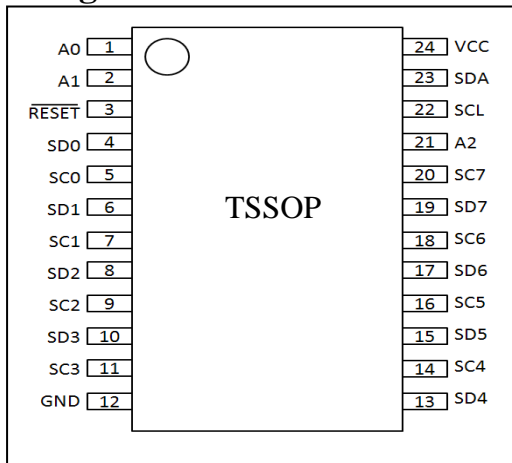 A0 1 24 VCC
A1 2 23 SDA
R̅E̅S̅E̅T̅ 3 22 SCL
SD0 4 21 A2
SC0 5 20 SC7
SD1 6 TSSOP 19 SD7
SC1 7 18 SC6
SD2 8 17 SD6
SC2 9 16 SC5
SD3 10 15 SD5
SC3 11 14 SC4
GND 12 13 SD4